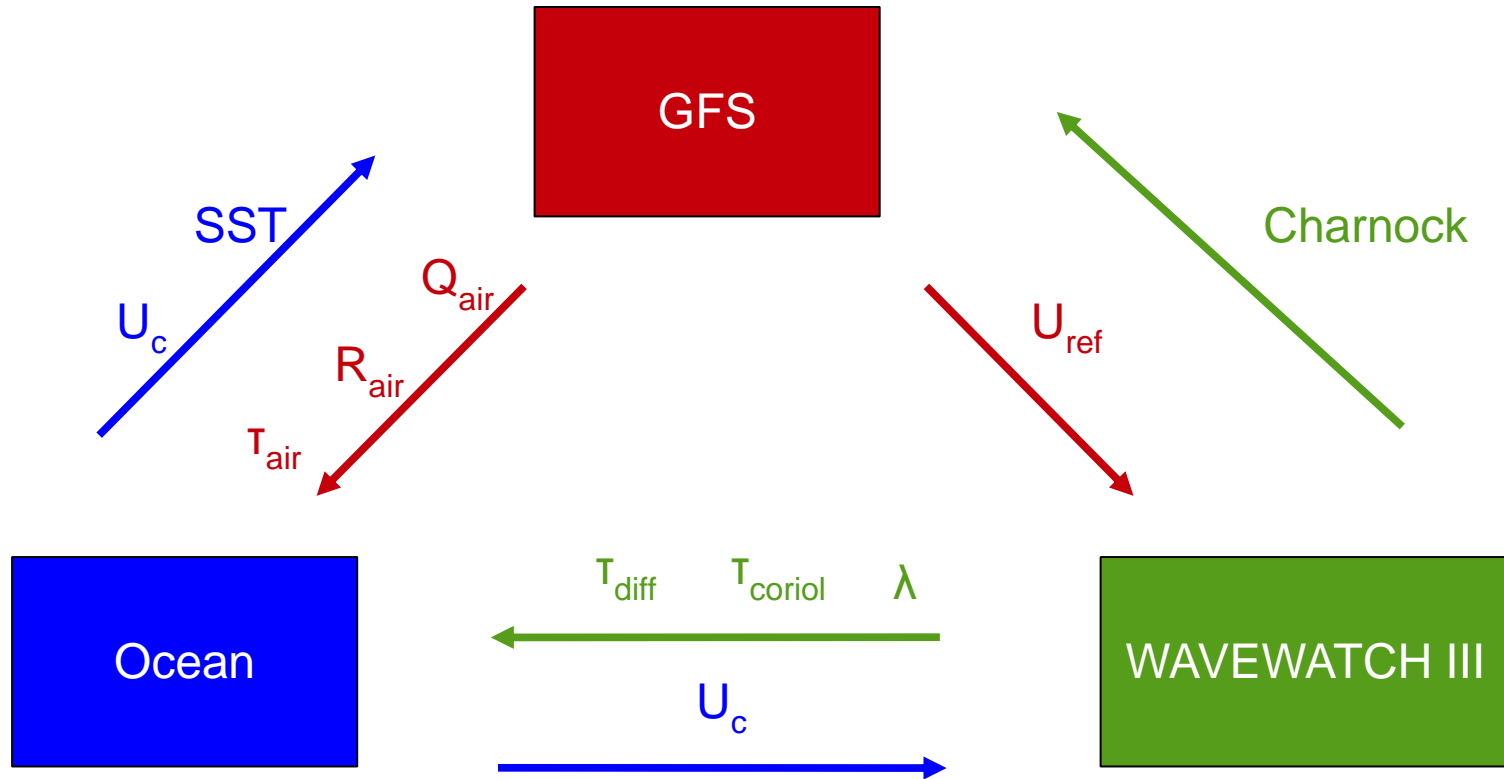 GFS
SST
Charnock
Q_air
U_c
U_ref
R_air
τ_air
τ_diff τ_coriol λ
Ocean
WAVEWATCH III
U_c